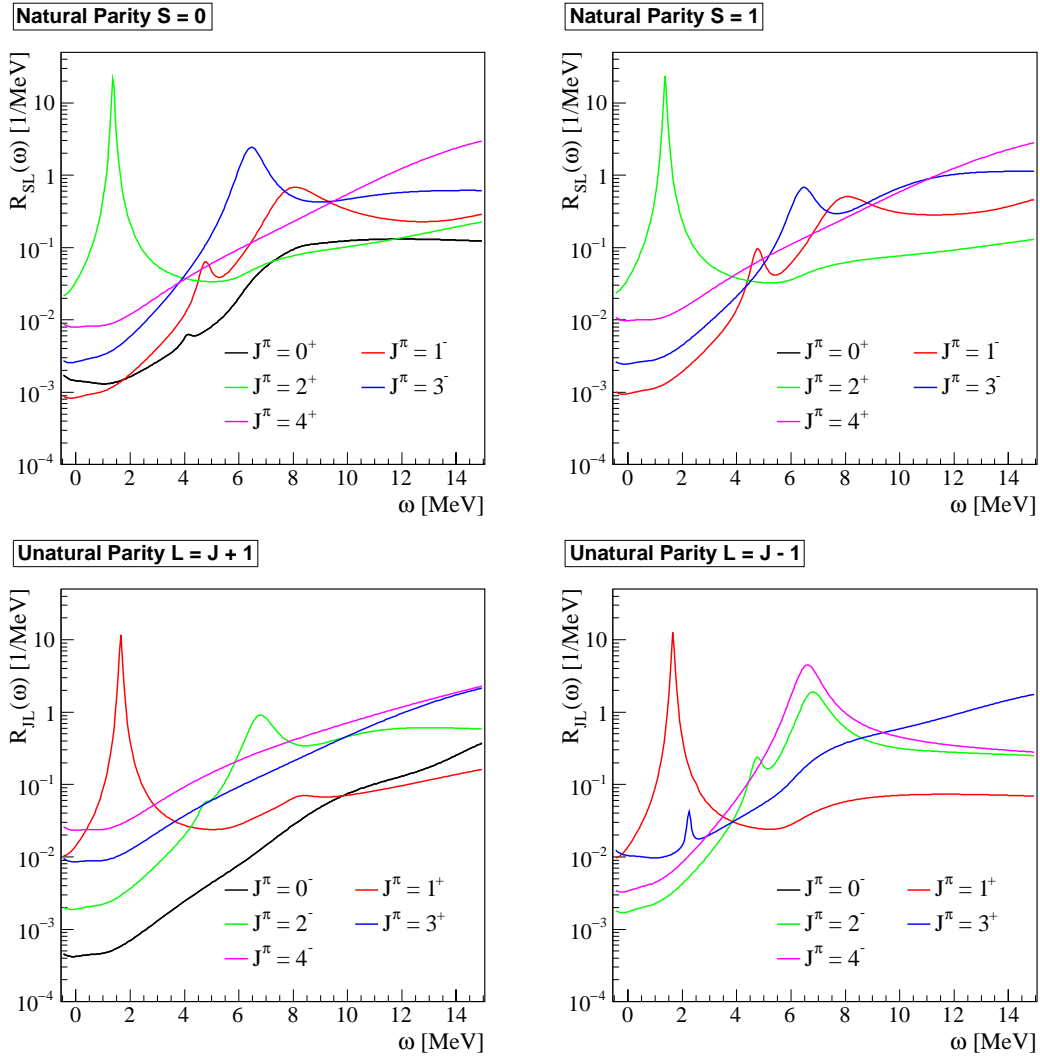 Natural Parity S = 0
R_SL(ω) [1/MeV]
10
1
10⁻¹
10⁻²
10⁻³
10⁻⁴
J^π = 0⁺
J^π = 1⁻
J^π = 2⁺
J^π = 3⁻
J^π = 4⁺
0 2 4 6 8 10 12 14
ω [MeV]
Natural Parity S = 1
R_SL(ω) [1/MeV]
10
1
10⁻¹
10⁻²
10⁻³
10⁻⁴
J^π = 0⁺
J^π = 1⁻
J^π = 2⁺
J^π = 3⁻
J^π = 4⁺
0 2 4 6 8 10 12 14
ω [MeV]
Unatural Parity L = J + 1
R_JL(ω) [1/MeV]
10
1
10⁻¹
10⁻²
10⁻³
10⁻⁴
J^π = 0⁻
J^π = 1⁺
J^π = 2⁻
J^π = 3⁺
J^π = 4⁻
0 2 4 6 8 10 12 14
ω [MeV]
Unatural Parity L = J - 1
R_JL(ω) [1/MeV]
10
1
10⁻¹
10⁻²
10⁻³
10⁻⁴
J^π = 0⁻
J^π = 1⁺
J^π = 2⁻
J^π = 3⁺
J^π = 4⁻
0 2 4 6 8 10 12 14
ω [MeV]